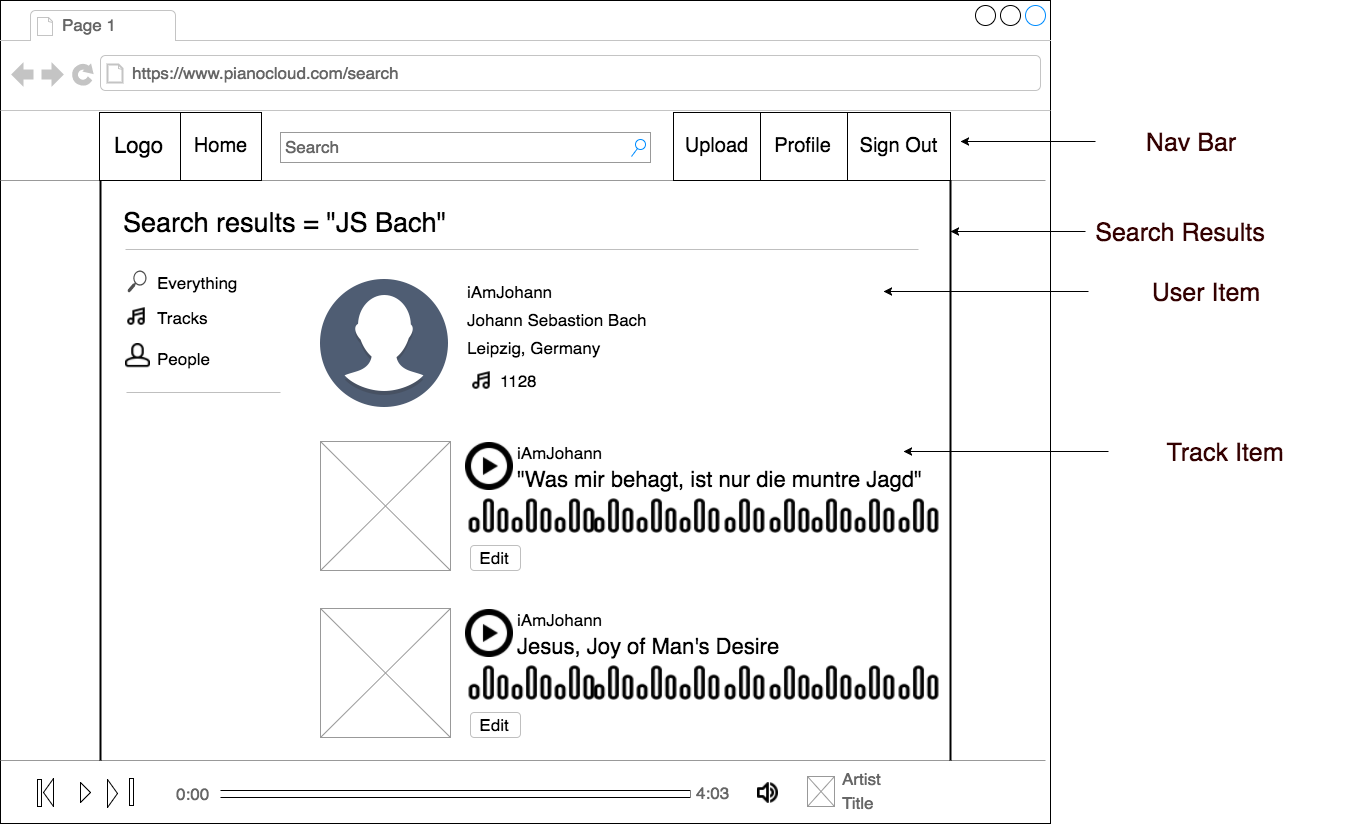 Page 1
https://www.pianocloud.com/search
Logo
Home
Search
Upload
Profile
Sign Out
Nav Bar
Search results = "JS Bach"
Search Results
Everything
Tracks
People
iAmJohann
Johann Sebastion Bach
Leipzig, Germany
1128
User Item
iAmJohann
"Was mir behagt, ist nur die muntre Jagd"
Edit
Track Item
iAmJohann
Jesus, Joy of Man's Desire
Edit
0:00
4:03
Artist
Title